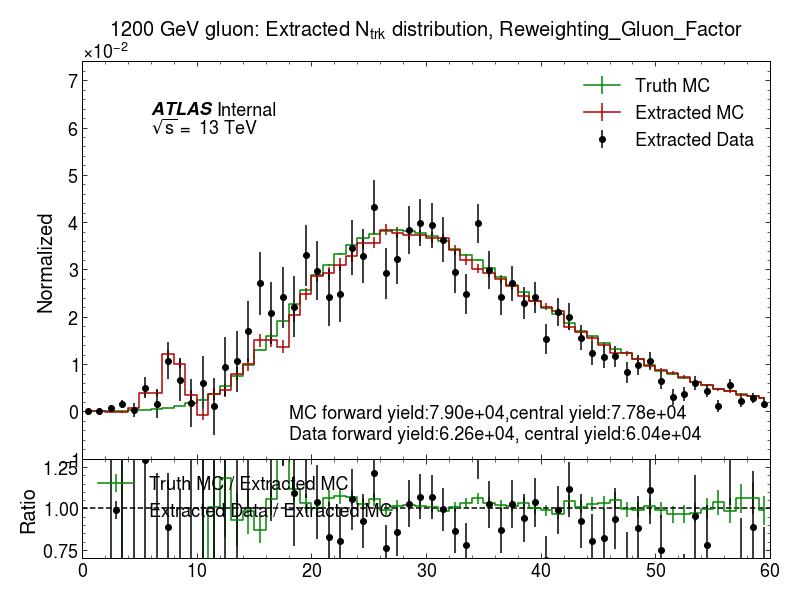 1200 GeV gluon: Extracted Ntrk distribution, Reweighting_Gluon_Factor
×10−2
7
6
5
4
3
2
1
0
1
Normalized
ATLAS Internal
√s = 13 TeV
Truth MC
Extracted MC
Extracted Data
MC forward yield:7.90e+04,central yield:7.78e+04
Data forward yield:6.26e+04, central yield:6.04e+04
1.25
1.00
0.75
Ratio
Truth MC / Extracted MC
Extracted Data / Extracted MC
0 10 20 30 40 50 60